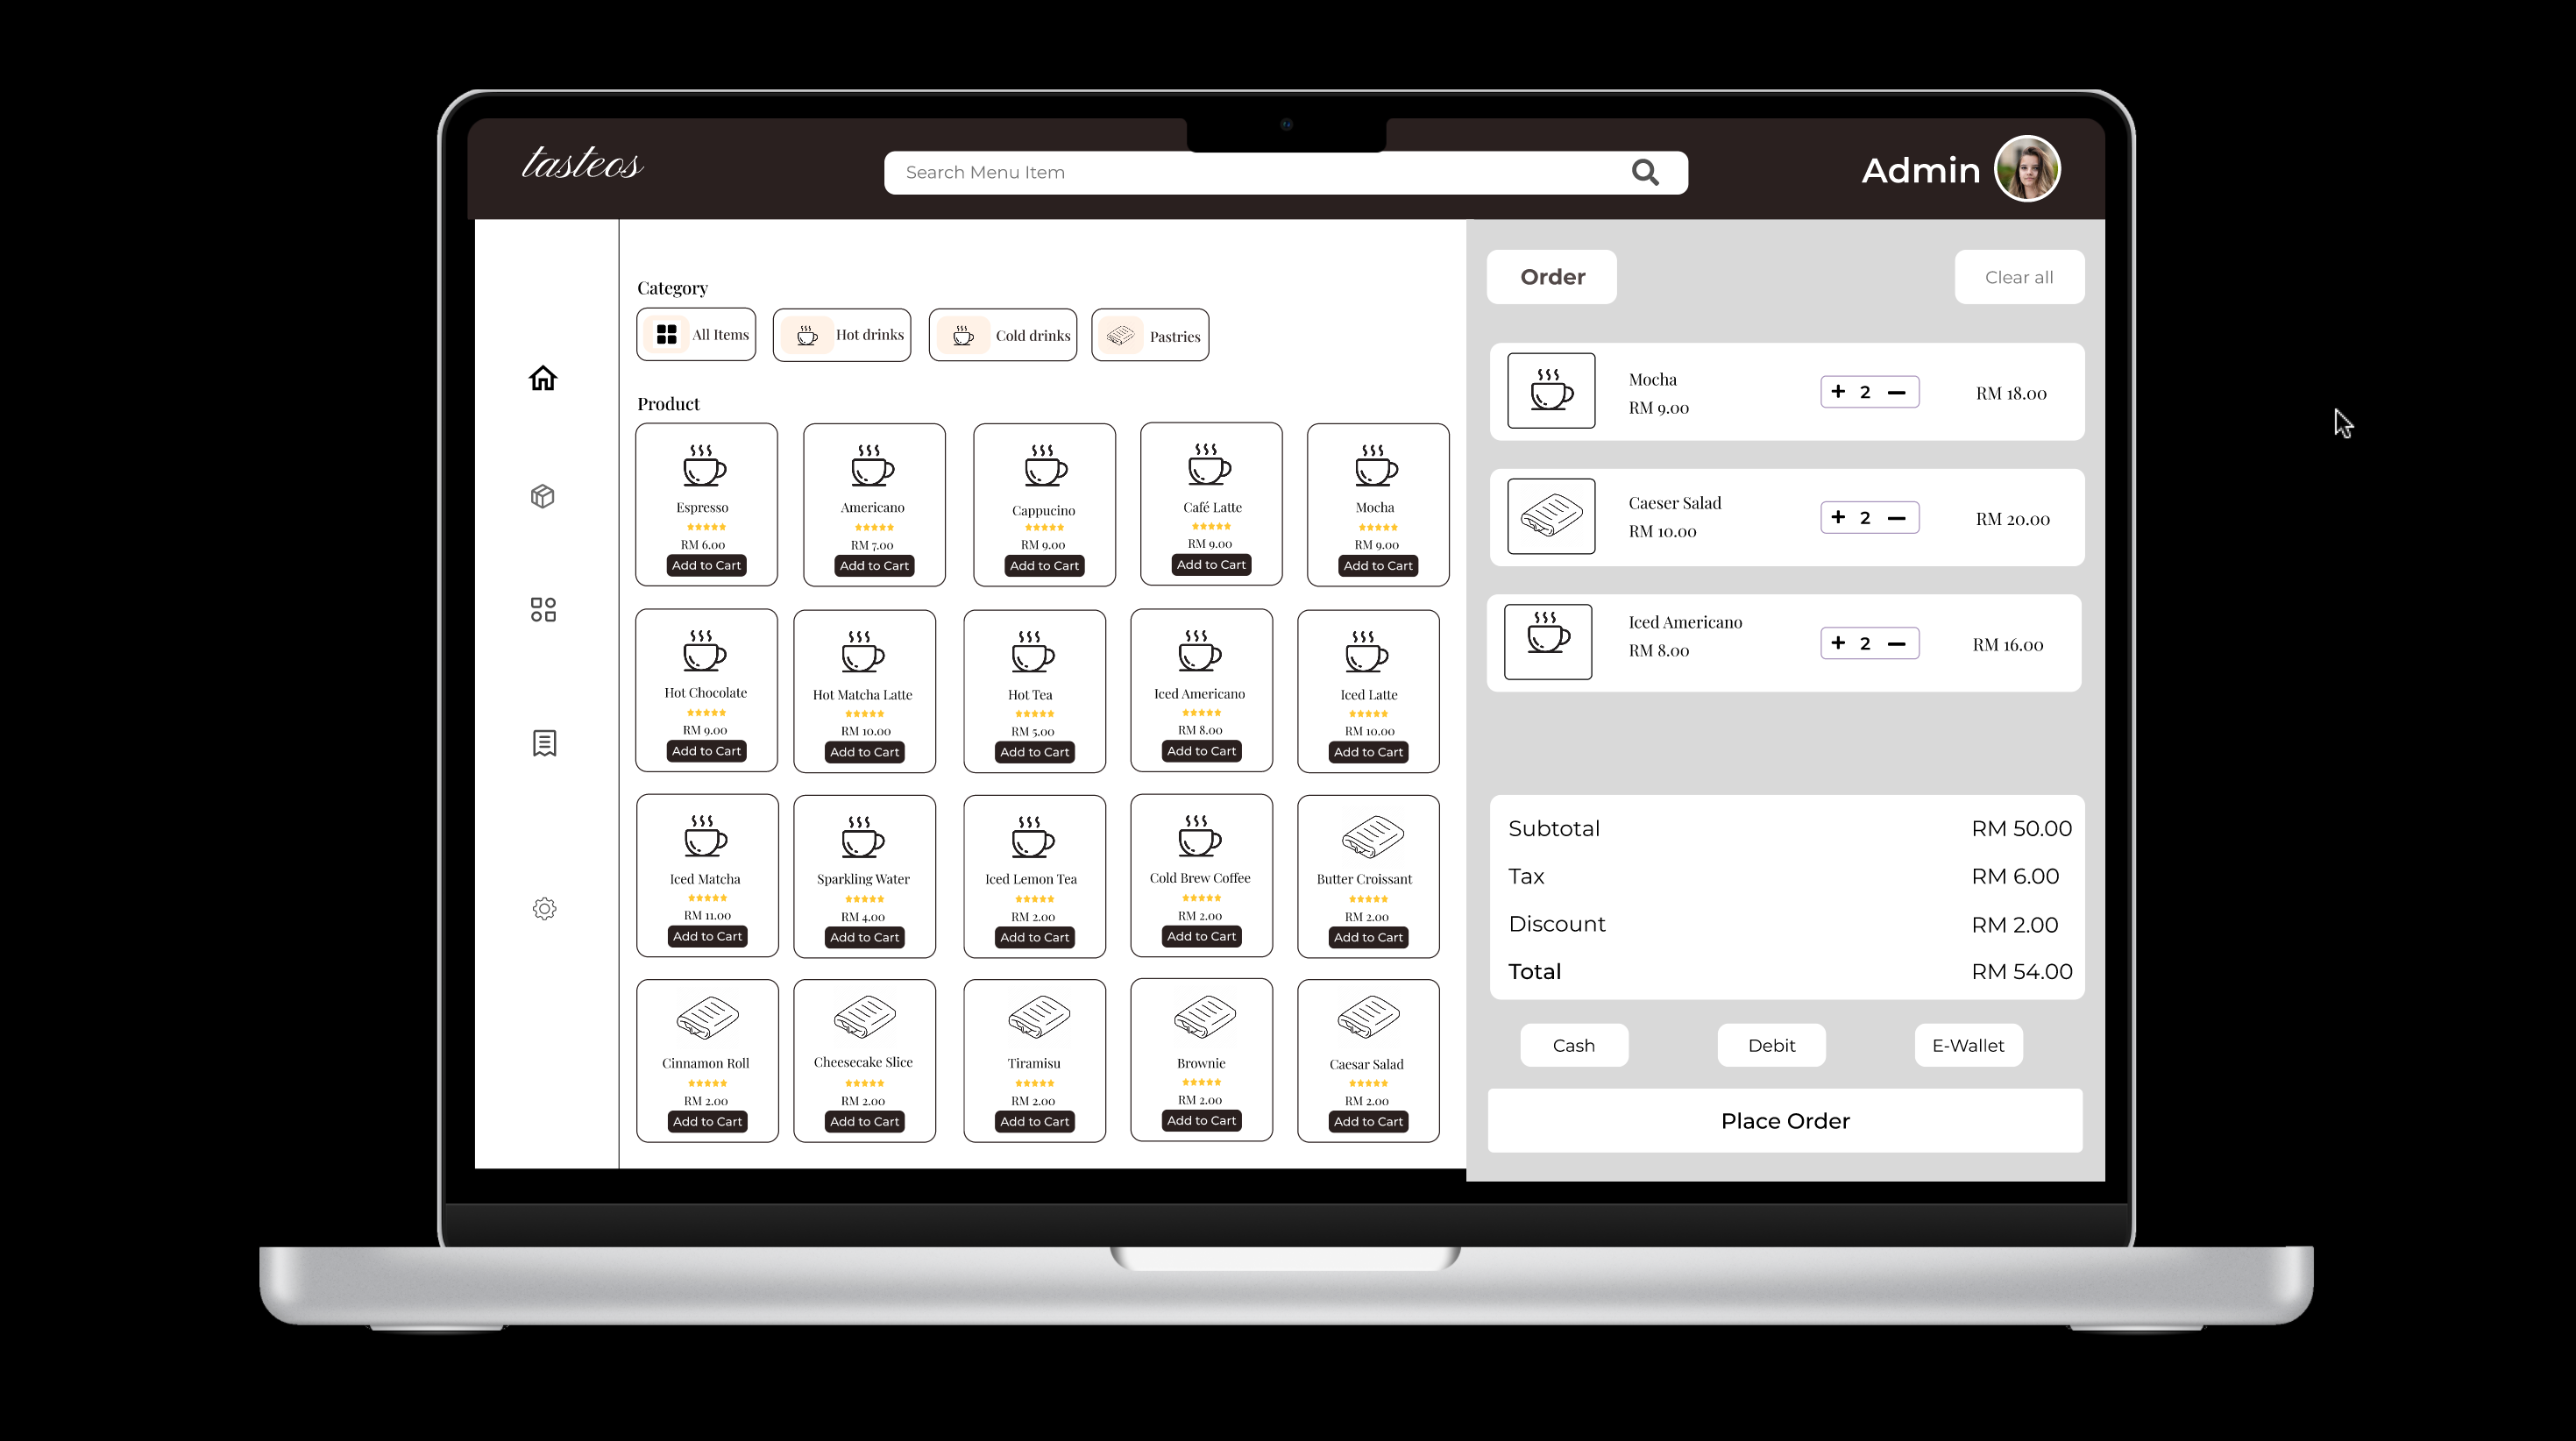 tasteos
Search Menu Item
Admin
Category
All Items
Hot drinks
Cold drinks
Pastries
Product
Espresso
RM 6.00
Add to Cart
Americano
RM 7.00
Add to Cart
Cappucino
RM 9.00
Add to Cart
Café Latte
RM 9.00
Add to Cart
Mocha
RM 9.00
Add to Cart
Hot Chocolate
RM 9.00
Add to Cart
Hot Matcha Latte
RM 10.00
Add to Cart
Hot Tea
RM 5.00
Add to Cart
Iced Americano
RM 8.00
Add to Cart
Iced Latte
RM 10.00
Add to Cart
Iced Matcha
RM 11.00
Add to Cart
Sparkling Water
RM 4.00
Add to Cart
Iced Lemon Tea
RM 2.00
Add to Cart
Cold Brew Coffee
RM 2.00
Add to Cart
Butter Croissant
RM 2.00
Add to Cart
Cinnamon Roll
RM 2.00
Add to Cart
Cheesecake Slice
RM 2.00
Add to Cart
Tiramisu
RM 2.00
Add to Cart
Brownie
RM 2.00
Add to Cart
Caesar Salad
RM 2.00
Add to Cart
Order
Clear all
Mocha
RM 9.00
+ 2 −
RM 18.00
Caeser Salad
RM 10.00
+ 2 −
RM 20.00
Iced Americano
RM 8.00
+ 2 −
RM 16.00
Subtotal RM 50.00
Tax RM 6.00
Discount RM 2.00
Total RM 54.00
Cash
Debit
E-Wallet
Place Order